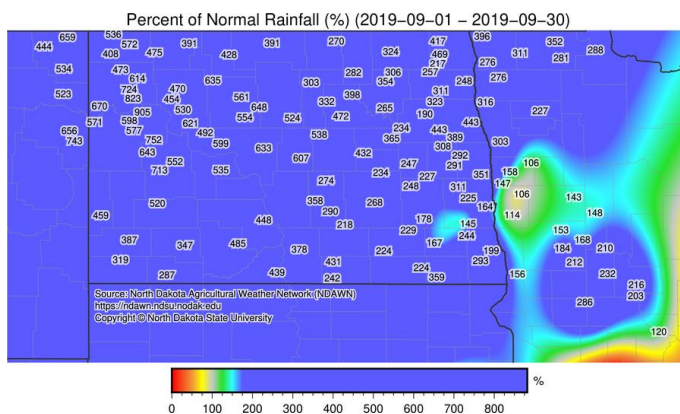 Percent of Normal Rainfall (%) (2019-09-01 - 2019-09-30)
659 536 572 391 391 270 417 396 352
444 408 475 428 324 469 311 288
217 276 281
534 473 614 635 282 306 257 276
303 354 248
523 724 470 561 398 311
823 454 648 332 265 323 316
670 905 530 554 524 472 190 227
571 598 621 443
656 577 492 538 234 443
743 752 599 365 389 303
643 633 432 308
552 607 247 292 106
713 535 234 291 158
274 227 351 147
248 311 106 143
520 358 268 225
459 290 164 114 148
448 218 178 145
387 485 229 153
347 244 168
378 224 167 184 210
319 431 199 212
287 439 293 156 232
242 224 359 216
286 203
120
Source: North Dakota Agricultural Weather Network (NDAWN)
https://ndawn.ndsu.nodak.edu
Copyright © North Dakota State University
%
0 100 200 300 400 500 600 700 800